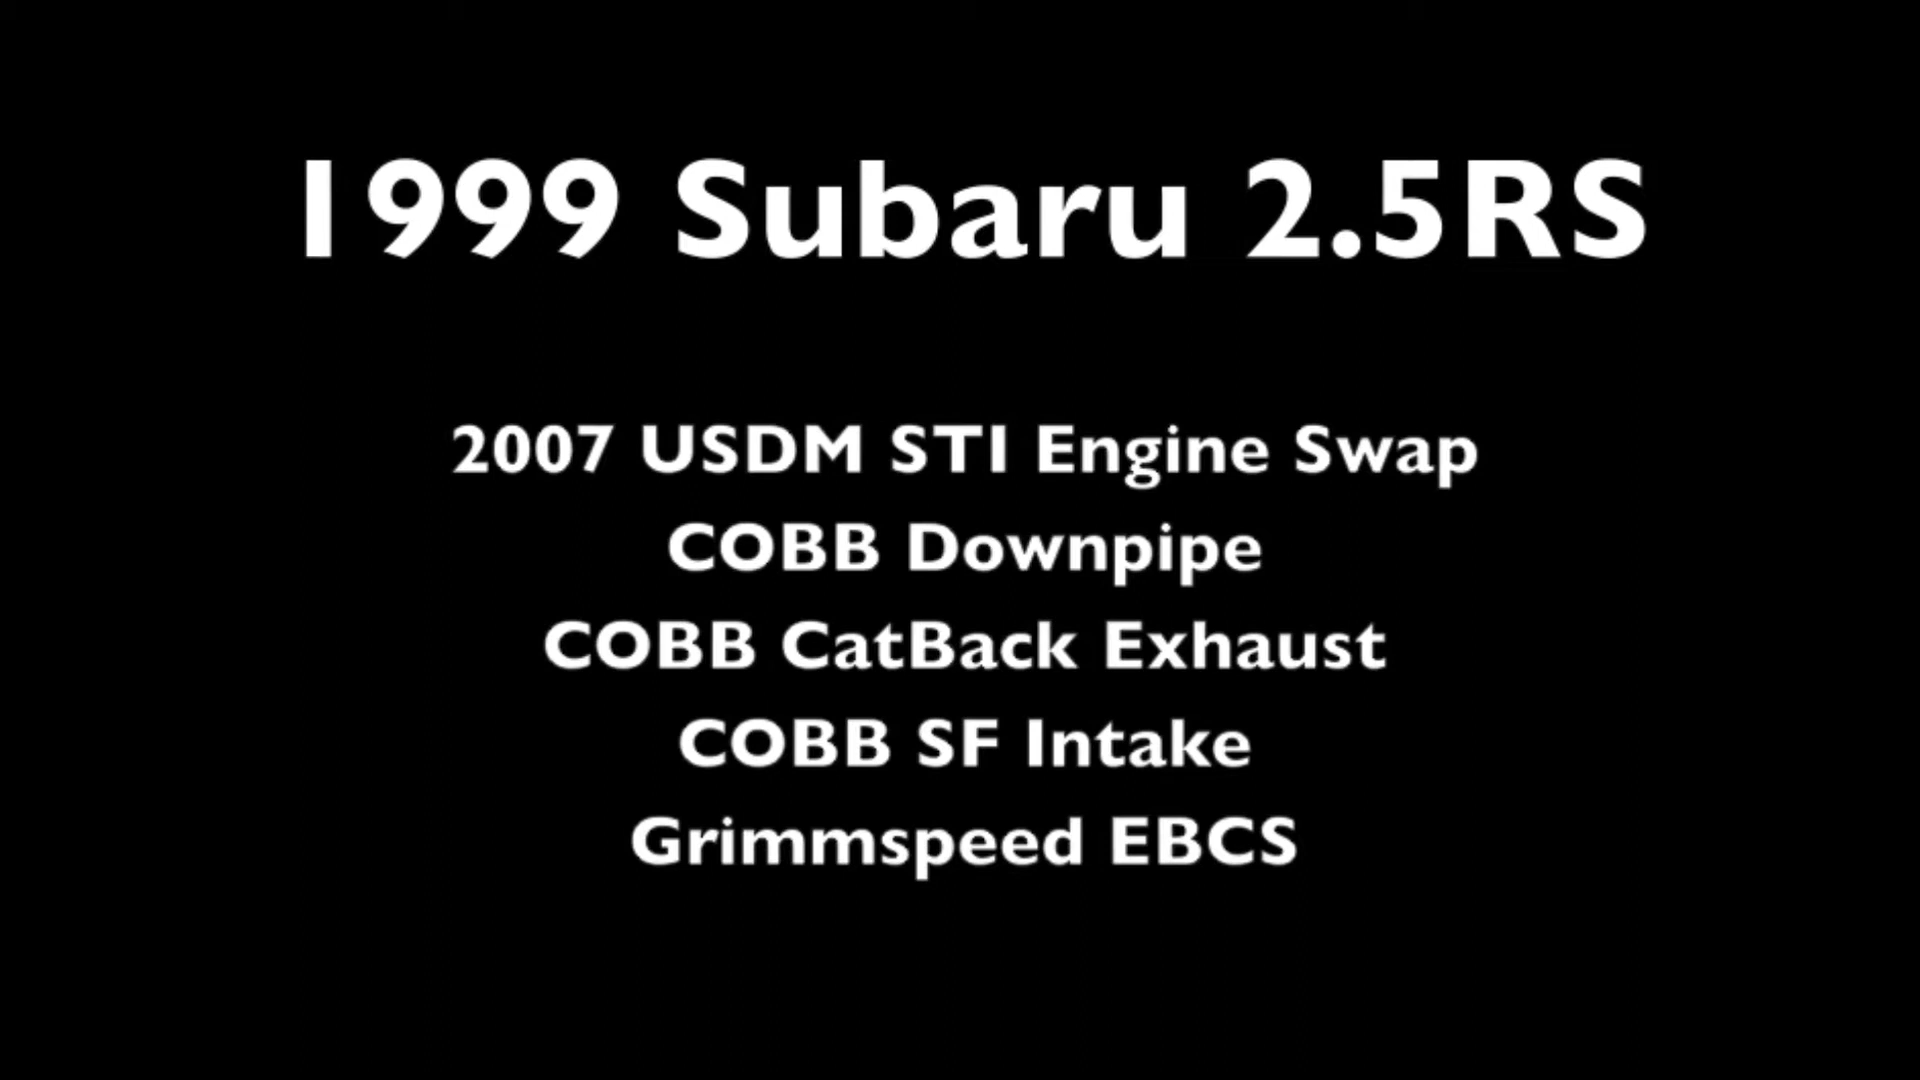 1999 Subaru 2.5RS
2007 USDM STI Engine Swap
COBB Downpipe
COBB CatBack Exhaust
COBB SF Intake
Grimmspeed EBCS